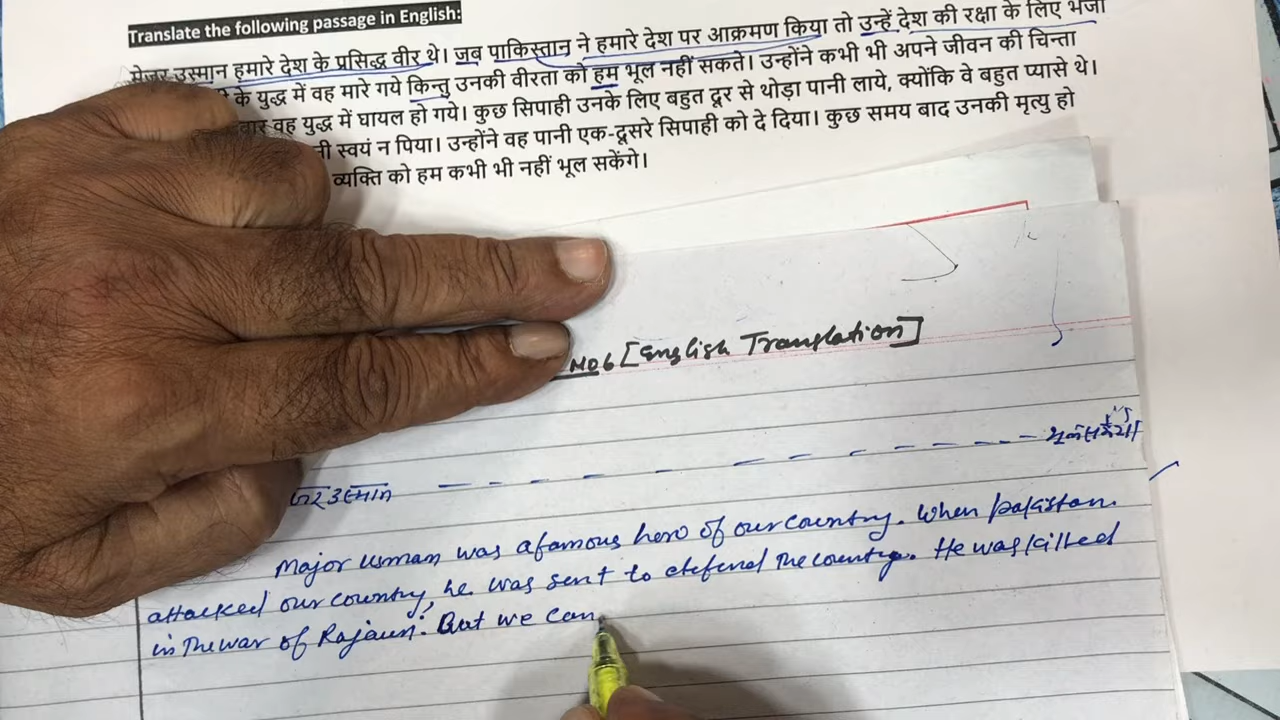 Translate the following passage in English:
मेजर उस्मान हमारे देश के प्रसिद्ध वीर थे। जब पाकिस्तान ने हमारे देश पर आक्रमण किया तो उन्हें देश की रक्षा के लिए भेजा
के युद्ध में वह मारे गये किन्तु उनकी वीरता को हम भूल नहीं सकते। उन्होंने कभी भी अपने जीवन की चिन्ता
वह युद्ध में घायल हो गये। कुछ सिपाही उनके लिए बहुत दूर से थोड़ा पानी लाये, क्योंकि वे बहुत प्यासे थे।
स्वयं न पिया। उन्होंने वह पानी एक-दूसरे सिपाही को दे दिया। कुछ समय बाद उनकी मृत्यु हो
व्यक्ति को हम कभी भी नहीं भूल सकेंगे।
No 6 [English Translation]
उस्मान – – – – – – – – – –
Major Usman was a famous hero of our country. When Pakistan
attacked our country, he was sent to defend the country. He was killed
in the war of Rajauri. But we can